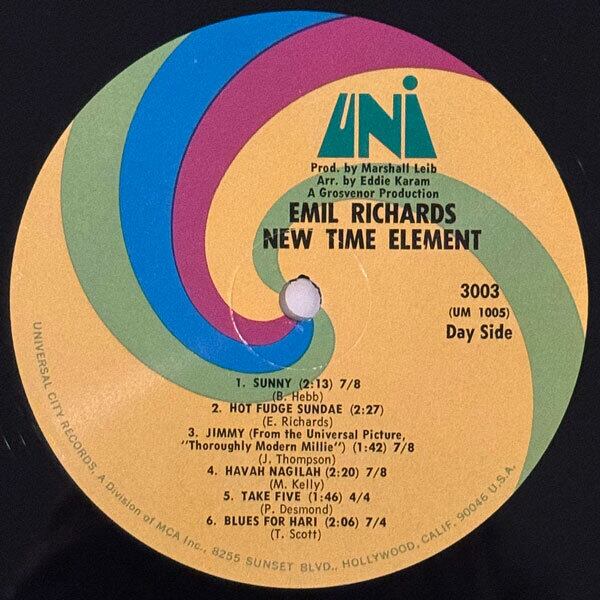 UNI
Prod. by Marshall Leib
Arr. by Eddie Karam
A Grosvenor Production
EMIL RICHARDS
NEW TIME ELEMENT
3003
(UM 1005)
Day Side
1. SUNNY (2:13) 7/8
(B. Hebb)
2. HOT FUDGE SUNDAE (2:27)
(E. Richards)
3. JIMMY (From the Universal Picture,
"Thoroughly Modern Millie") (1:42) 7/8
(J. Thompson)
4. HAVAH NAGILAH (2:20) 7/8
(M. Kelly)
5. TAKE FIVE (1:46) 4/4
(P. Desmond)
6. BLUES FOR HARI (2:06) 7/4
(T. Scott)
UNIVERSAL CITY RECORDS, A Division of MCA Inc., 8255 SUNSET BLVD., HOLLYWOOD, CALIF. 90046 U.S.A.